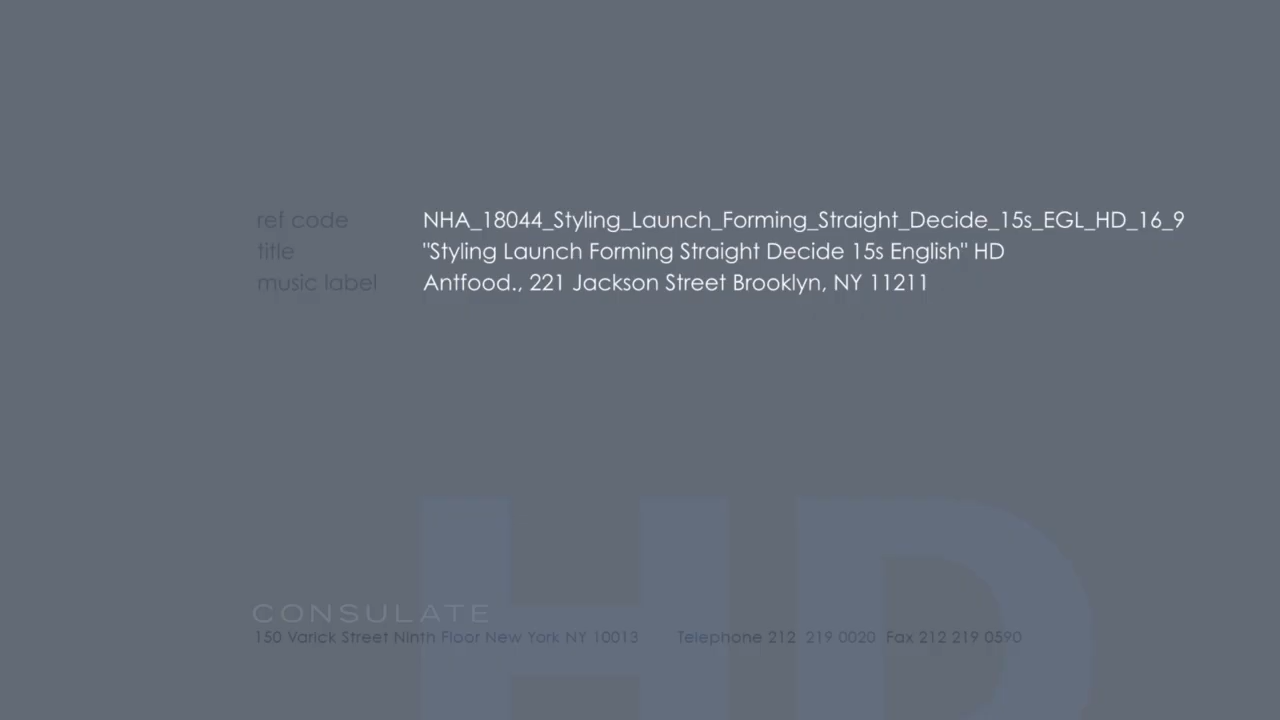 ref code NHA_18044_Styling_Launch_Forming_Straight_Decide_15s_EGL_HD_16_9
title "Styling Launch Forming Straight Decide 15s English" HD
music label Antfood., 221 Jackson Street Brooklyn, NY 11211
HD
CONSULATE
150 Varick Street Ninth Floor New York NY 10013 Telephone 212 219 0020 Fax 212 219 0590